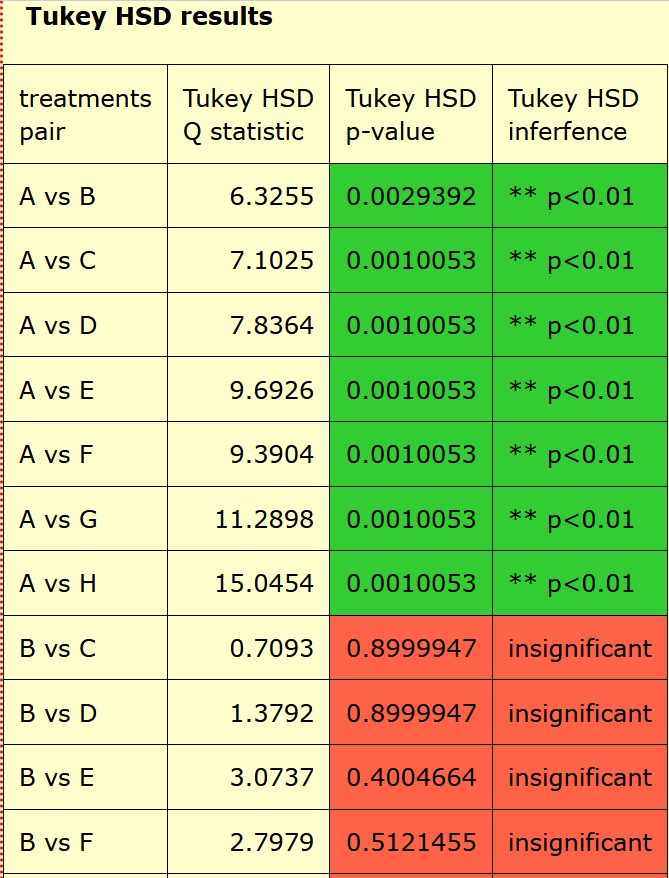 Tukey HSD results
treatments pair | Tukey HSD Q statistic | Tukey HSD p-value | Tukey HSD inferfence
A vs B | 6.3255 | 0.0029392 | ** p<0.01
A vs C | 7.1025 | 0.0010053 | ** p<0.01
A vs D | 7.8364 | 0.0010053 | ** p<0.01
A vs E | 9.6926 | 0.0010053 | ** p<0.01
A vs F | 9.3904 | 0.0010053 | ** p<0.01
A vs G | 11.2898 | 0.0010053 | ** p<0.01
A vs H | 15.0454 | 0.0010053 | ** p<0.01
B vs C | 0.7093 | 0.8999947 | insignificant
B vs D | 1.3792 | 0.8999947 | insignificant
B vs E | 3.0737 | 0.4004664 | insignificant
B vs F | 2.7979 | 0.5121455 | insignificant